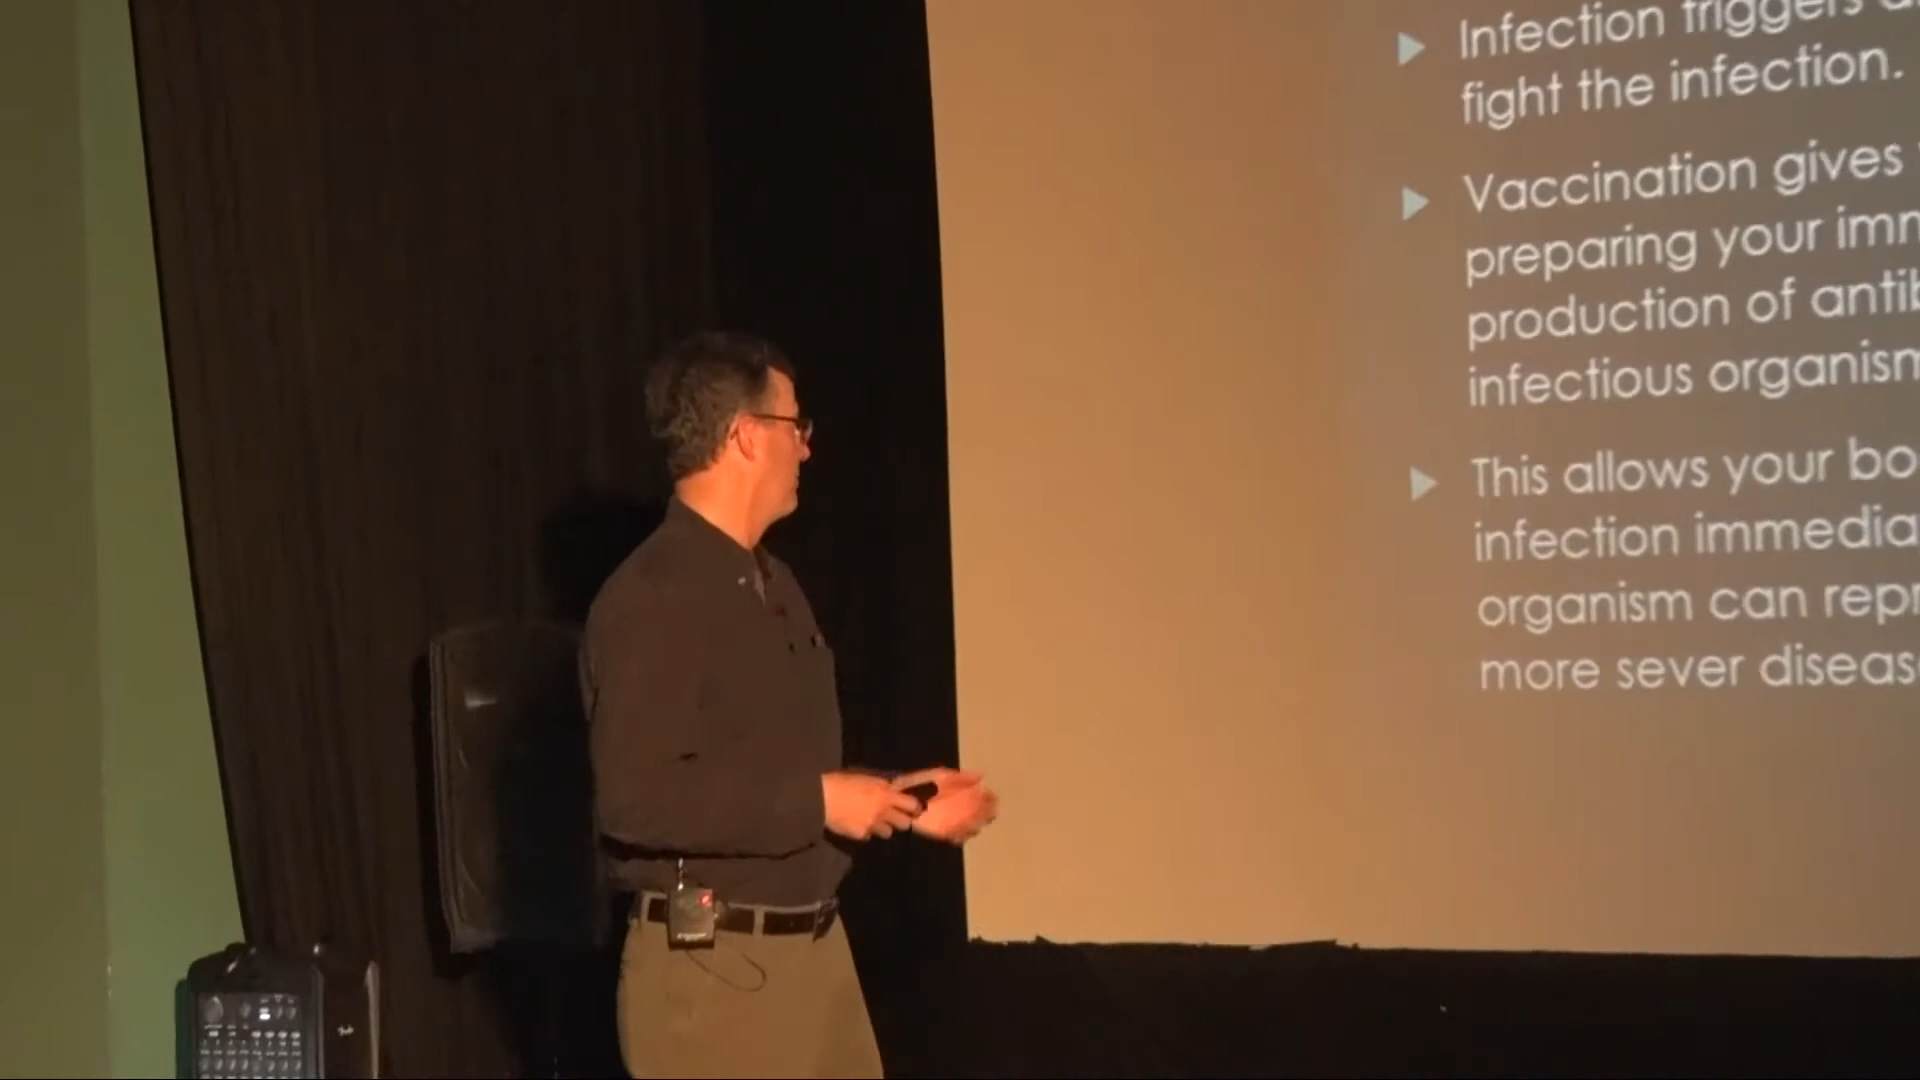 Infection triggers
fight the infection.
Vaccination gives
preparing your imm
production of antib
infectious organism
This allows your bo
infection immedia
organism can repr
more sever diseas